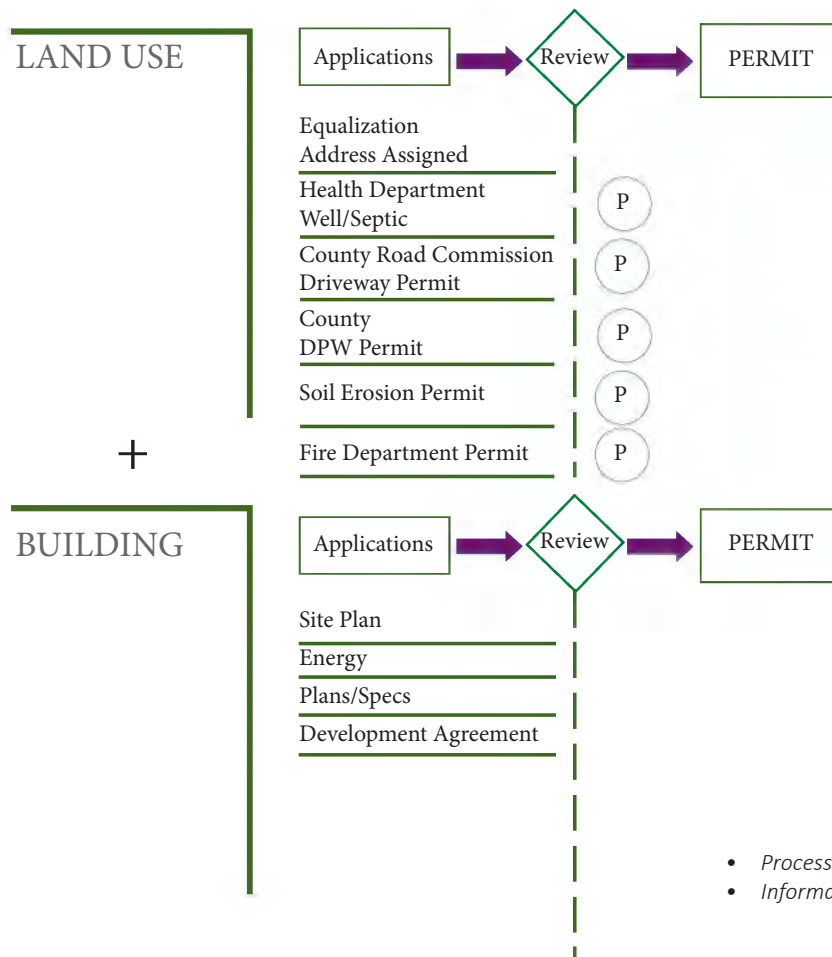 LAND USE
Applications
Review
PERMIT
Equalization
Address Assigned
Health Department
Well/Septic
P
County Road Commission
Driveway Permit
P
County
DPW Permit
P
Soil Erosion Permit
P
Fire Department Permit
P
+
BUILDING
Applications
Review
PERMIT
Site Plan
Energy
Plans/Specs
Development Agreement
• Process
•